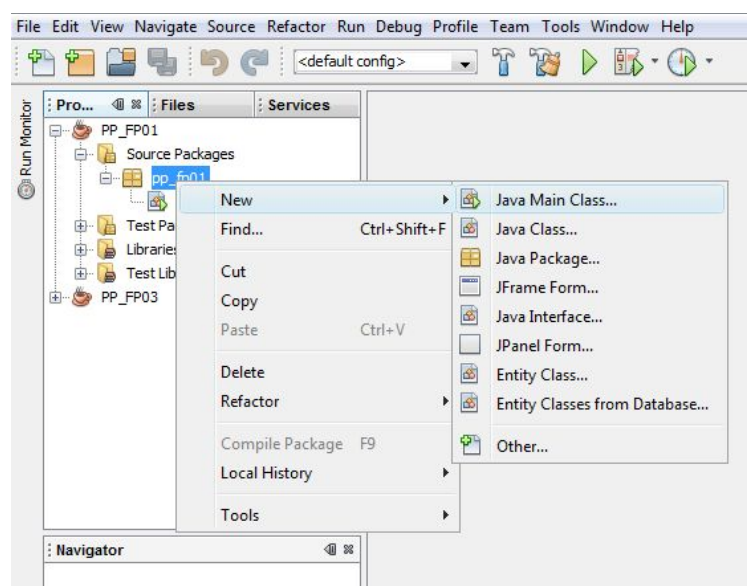 File Edit View Navigate Source Refactor Run Debug Profile Team Tools Window Help
<default config>
Run Monitor
Pro... Files Services
PP_FP01
Source Packages
pp_fp01
Test Pa
Libraries
Test Lib
PP_FP03
New
Find... Ctrl+Shift+F
Cut
Copy
Paste Ctrl+V
Delete
Refactor
Compile Package F9
Local History
Tools
Java Main Class...
Java Class...
Java Package...
JFrame Form...
Java Interface...
JPanel Form...
Entity Class...
Entity Classes from Database...
Other...
Navigator